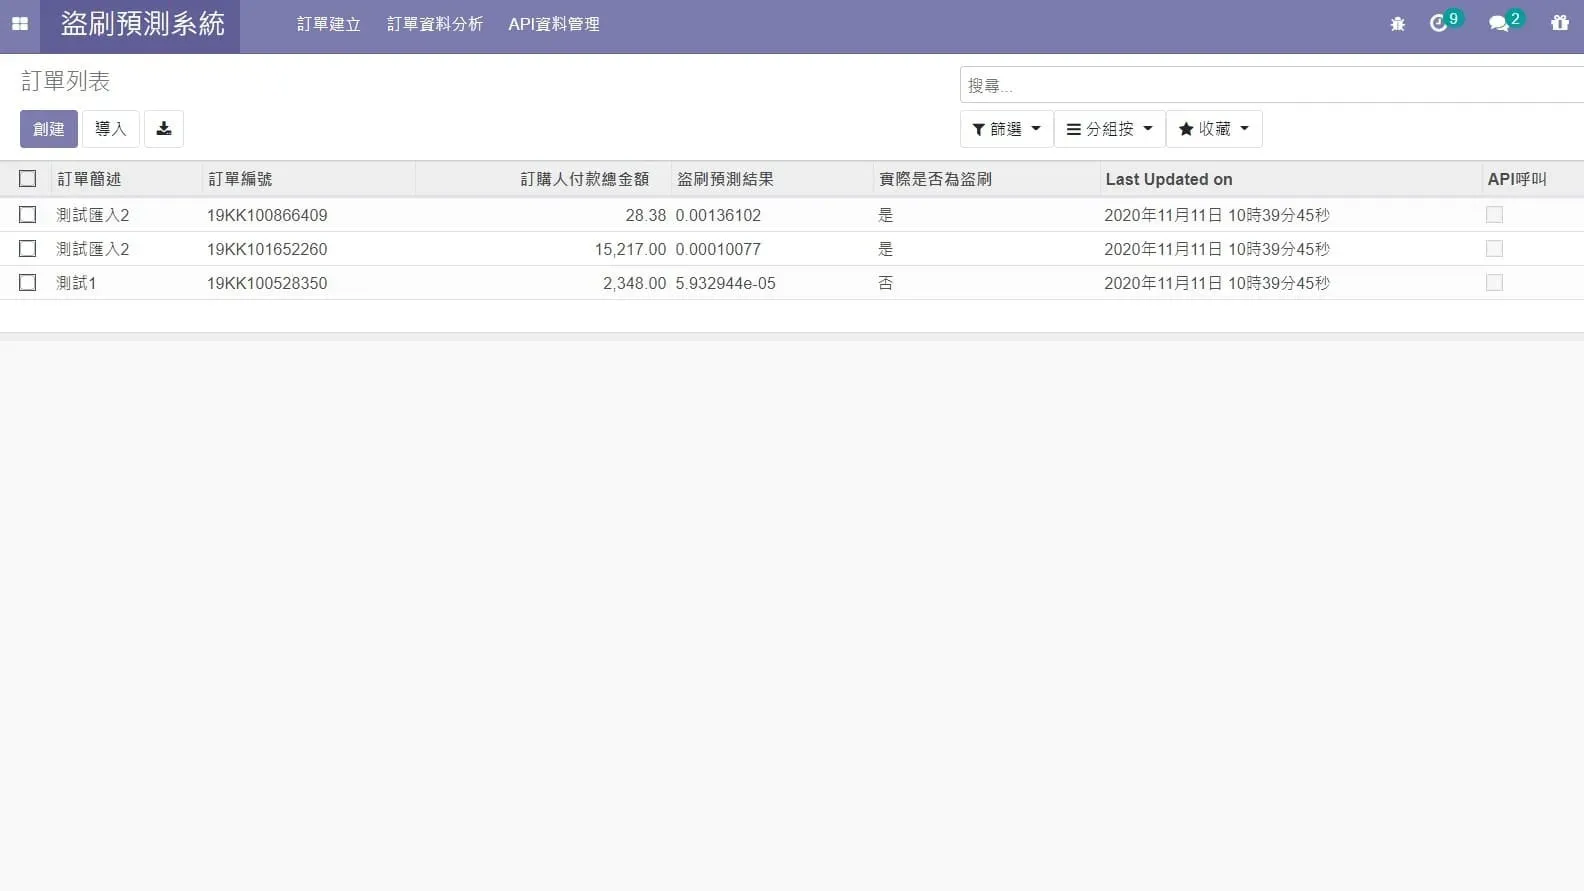 盜刷預測系統 訂單建立 訂單資料分析 API資料管理 9 2
訂單列表
搜尋...
創建 導入 篩選 分組按 收藏
訂單簡述 訂單編號 訂購人付款總金額 盜刷預測結果 實際是否為盜刷 Last Updated on API呼叫
測試匯入2 19KK100866409 28.38 0.00136102 是 2020年11月11日 10時39分45秒
測試匯入2 19KK101652260 15,217.00 0.00010077 是 2020年11月11日 10時39分45秒
測試1 19KK100528350 2,348.00 5.932944e-05 否 2020年11月11日 10時39分45秒